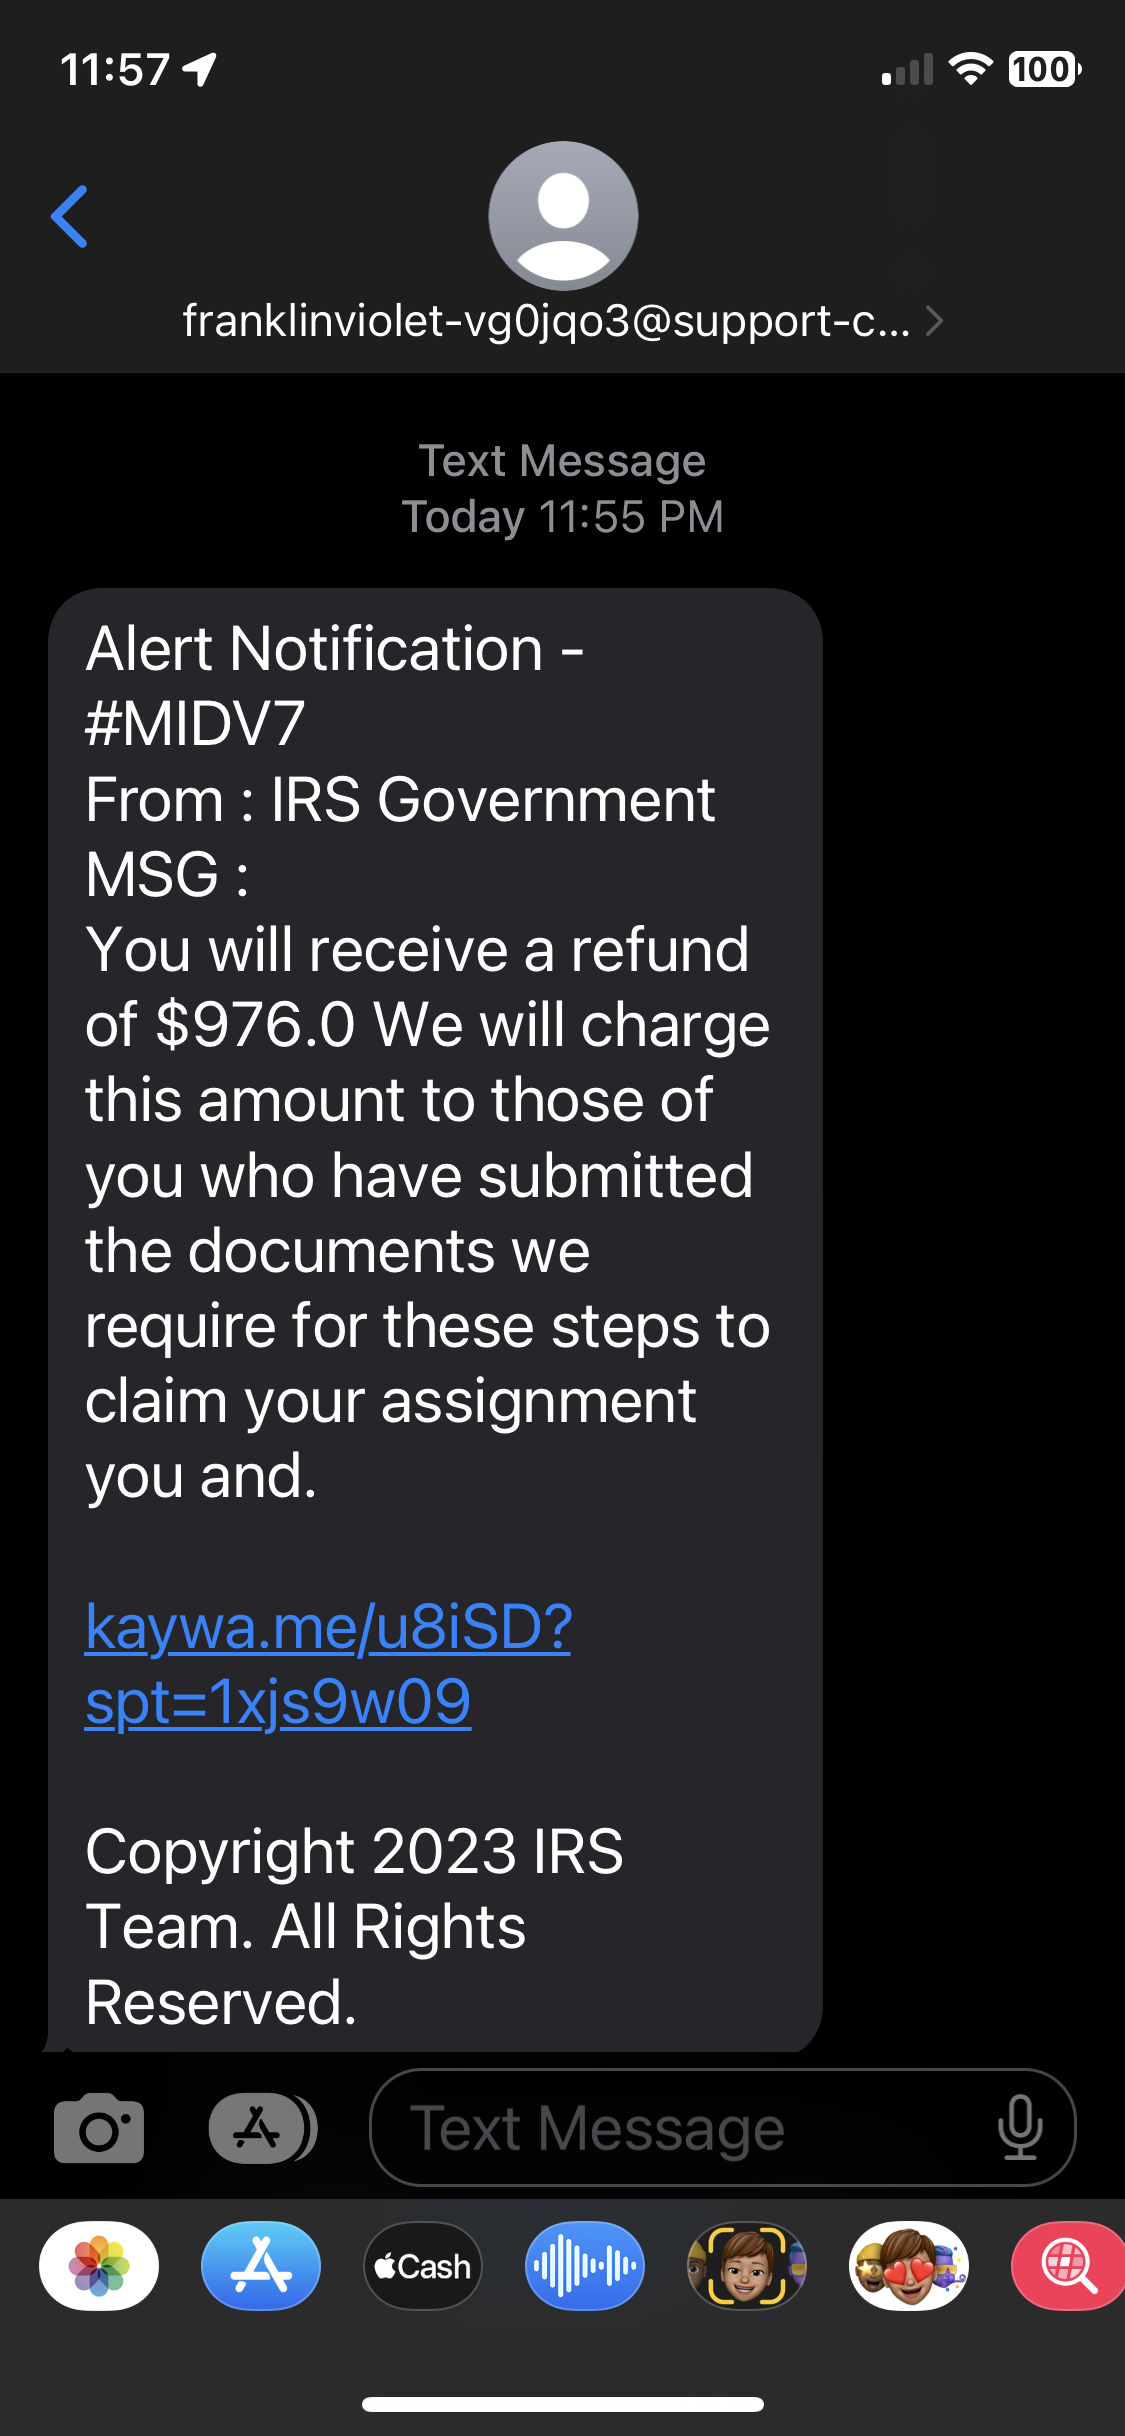 11:57
100
franklinviolet-vg0jqo3@support-c...
Text Message
Today 11:55 PM
Alert Notification -
#MIDV7
From : IRS Government
MSG :
You will receive a refund
of $976.0 We will charge
this amount to those of
you who have submitted
the documents we
require for these steps to
claim your assignment
you and.
kaywa.me/u8iSD?
spt=1xjs9w09
Copyright 2023 IRS
Team. All Rights
Reserved.
Text Message
Cash